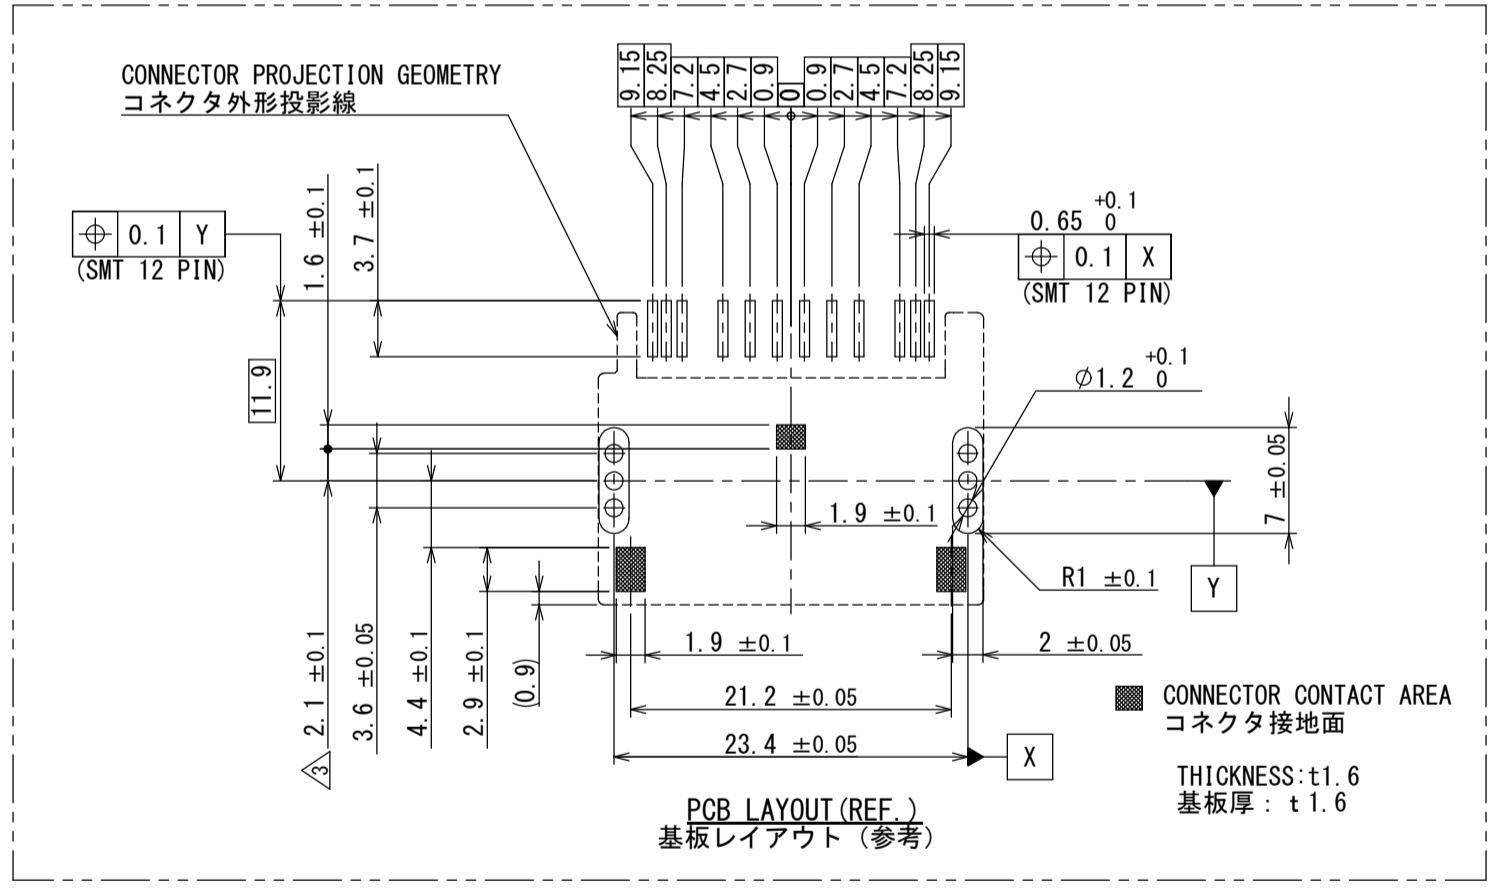 9.15 8.25 7.2 4.5 2.7 0.9 0 0.9 2.7 4.5 7.2 8.25 9.15
CONNECTOR PROJECTION GEOMETRY
コネクタ外形投影線
⌖ 0.1 Y
(SMT 12 PIN)
1.6 ±0.1
3.7 ±0.1
+0.1
0.65 0
⌖ 0.1 X
(SMT 12 PIN)
11.9
+0.1
∅1.2 0
7 ±0.05
1.9 ±0.1
R1 ±0.1
Y
2.1 ±0.1
3
3.6 ±0.05
4.4 ±0.1
2.9 ±0.1
(0.9)
1.9 ±0.1
2 ±0.05
21.2 ±0.05
23.4 ±0.05
X
CONNECTOR CONTACT AREA
コネクタ接地面
THICKNESS:t1.6
基板厚：t1.6
PCB LAYOUT(REF.)
基板レイアウト（参考）